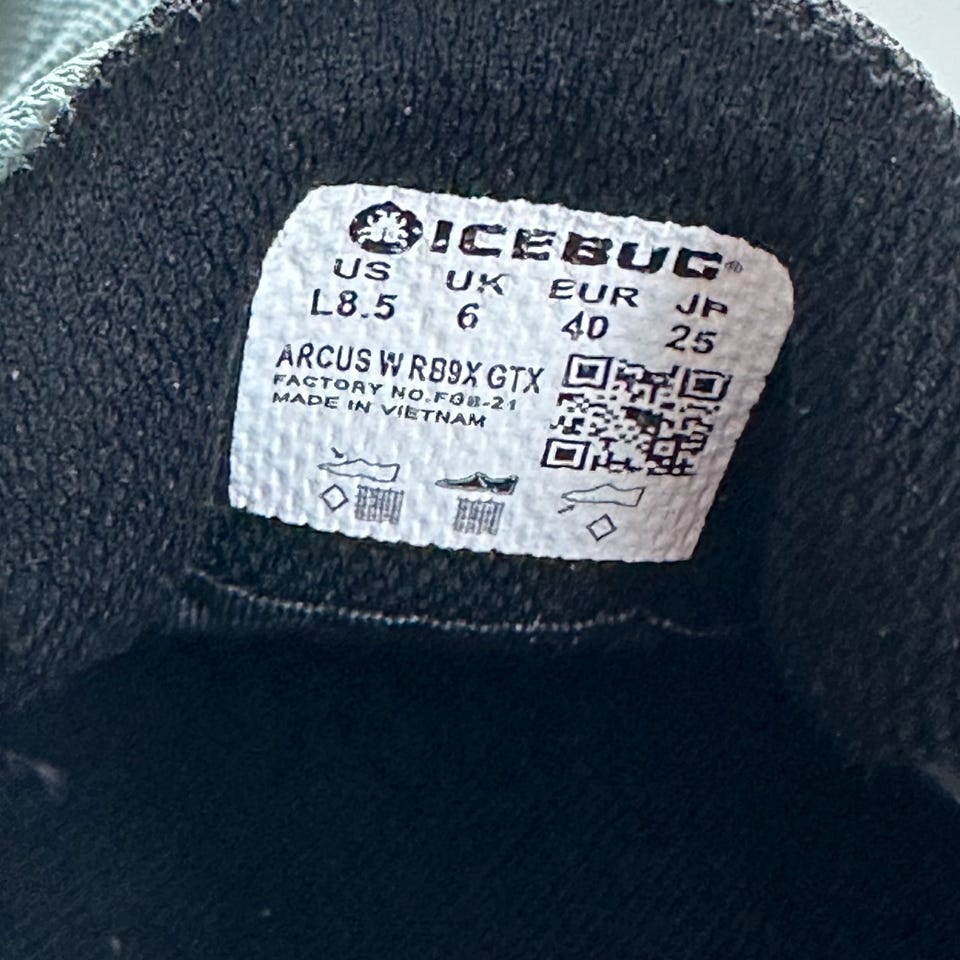 ICEBUG®
US UK EUR JP
L8.5 6 40 25
ARCUS W RB9X GTX
FACTORY NO.FOB-21
MADE IN VIETNAM